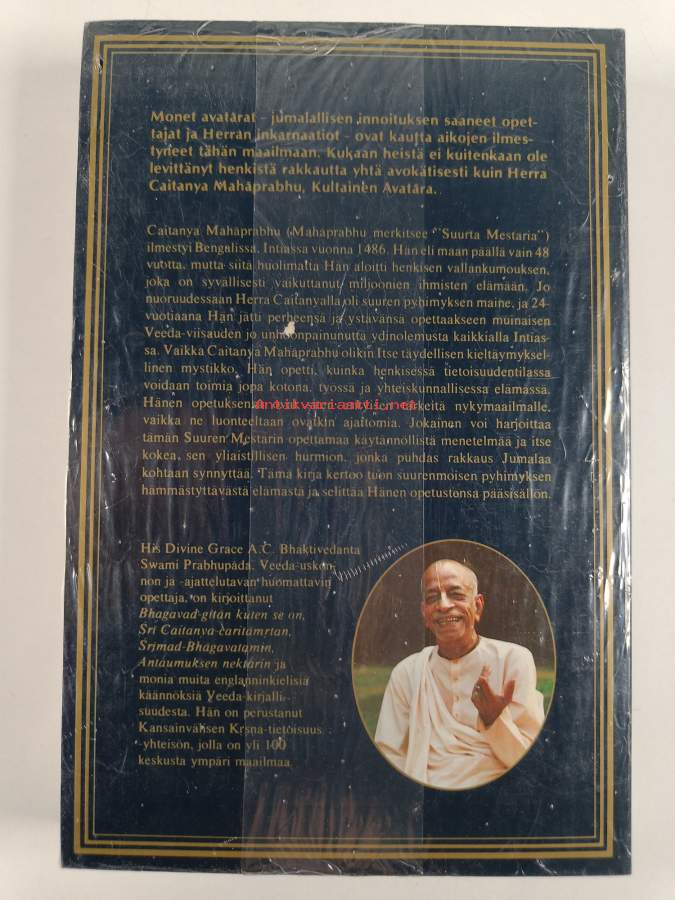 Monet avatārat - jumalallisen innoituksen saaneet opet-
tajat ja Herran inkarnaatiot - ovat kautta aikojen ilmes-
tyneet tähän maailmaan. Kukaan heistä ei kuitenkaan ole
levittänyt henkistä rakkautta yhtä avokätisesti kuin Herra
Caitanya Mahāprabhu, Kultainen Avatāra.
Caitanya Mahāprabhu (Mahāprabhu merkitsee "Suurta Mestaria")
ilmestyi Bengalissa, Intiassa vuonna 1486. Hän eli maan päällä vain 48
vuotta, mutta siitä huolimatta Hän aloitti henkisen vallankumouksen,
joka on syvällisesti vaikuttanut miljoonien ihmisten elämään. Jo
nuoruudessaan Herra Caitanyalla oli suuren pyhimyksen maine, ja 24-
vuotiaana Hän jätti perheensä ja ystävänsä opettaakseen muinaisen
Veeda-viisauden jo unhoonpainunutta ydinolemusta kaikkialla Intias-
sa. Vaikka Caitanya Mahāprabhu olikin Itse täydellisen kieltäymyksel-
linen mystikko, Hän opetti, kuinka henkisessä tietoisuudentilassa
voidaan toimia jopa kotona, työssä ja yhteiskunnallisessa elämässä.
Hänen opetuksensa tärkeitä nykymaailmalle,
Antikvariaatti.net
vaikka ne luonteeltaan ovatkin ajattomia. Jokainen voi harjoittaa
tämän Suuren Mestarin opettamaa käytännöllistä menetelmää ja itse
kokea sen yliaistillisen hurmion, jonka puhdas rakkaus Jumalaa
kohtaan synnyttää. Tämä kirja kertoo tuon suurenmoisen pyhimyksen
hämmästyttävästä elämästä ja selittää Hänen opetustensa pääsisällön.
His Divine Grace A.C. Bhaktivedanta
Swami Prabhupāda, Veeda-uskon-
non ja -ajattelutavan huomattavin
opettaja, on kirjoittanut
Bhagavad-gītān kuten se on,
Śrī Caitanya-caritāmṛtan,
Śrīmad-Bhāgavatamin,
Antaumuksen nektarin ja
monia muita englanninkielisiä
käännöksiä Veeda-kirjalli-
suudesta. Hän on perustanut
Kansainvälisen Kṛṣṇa-tietoisuus
-yhteisön, jolla on yli 100
keskusta ympäri maailmaa.